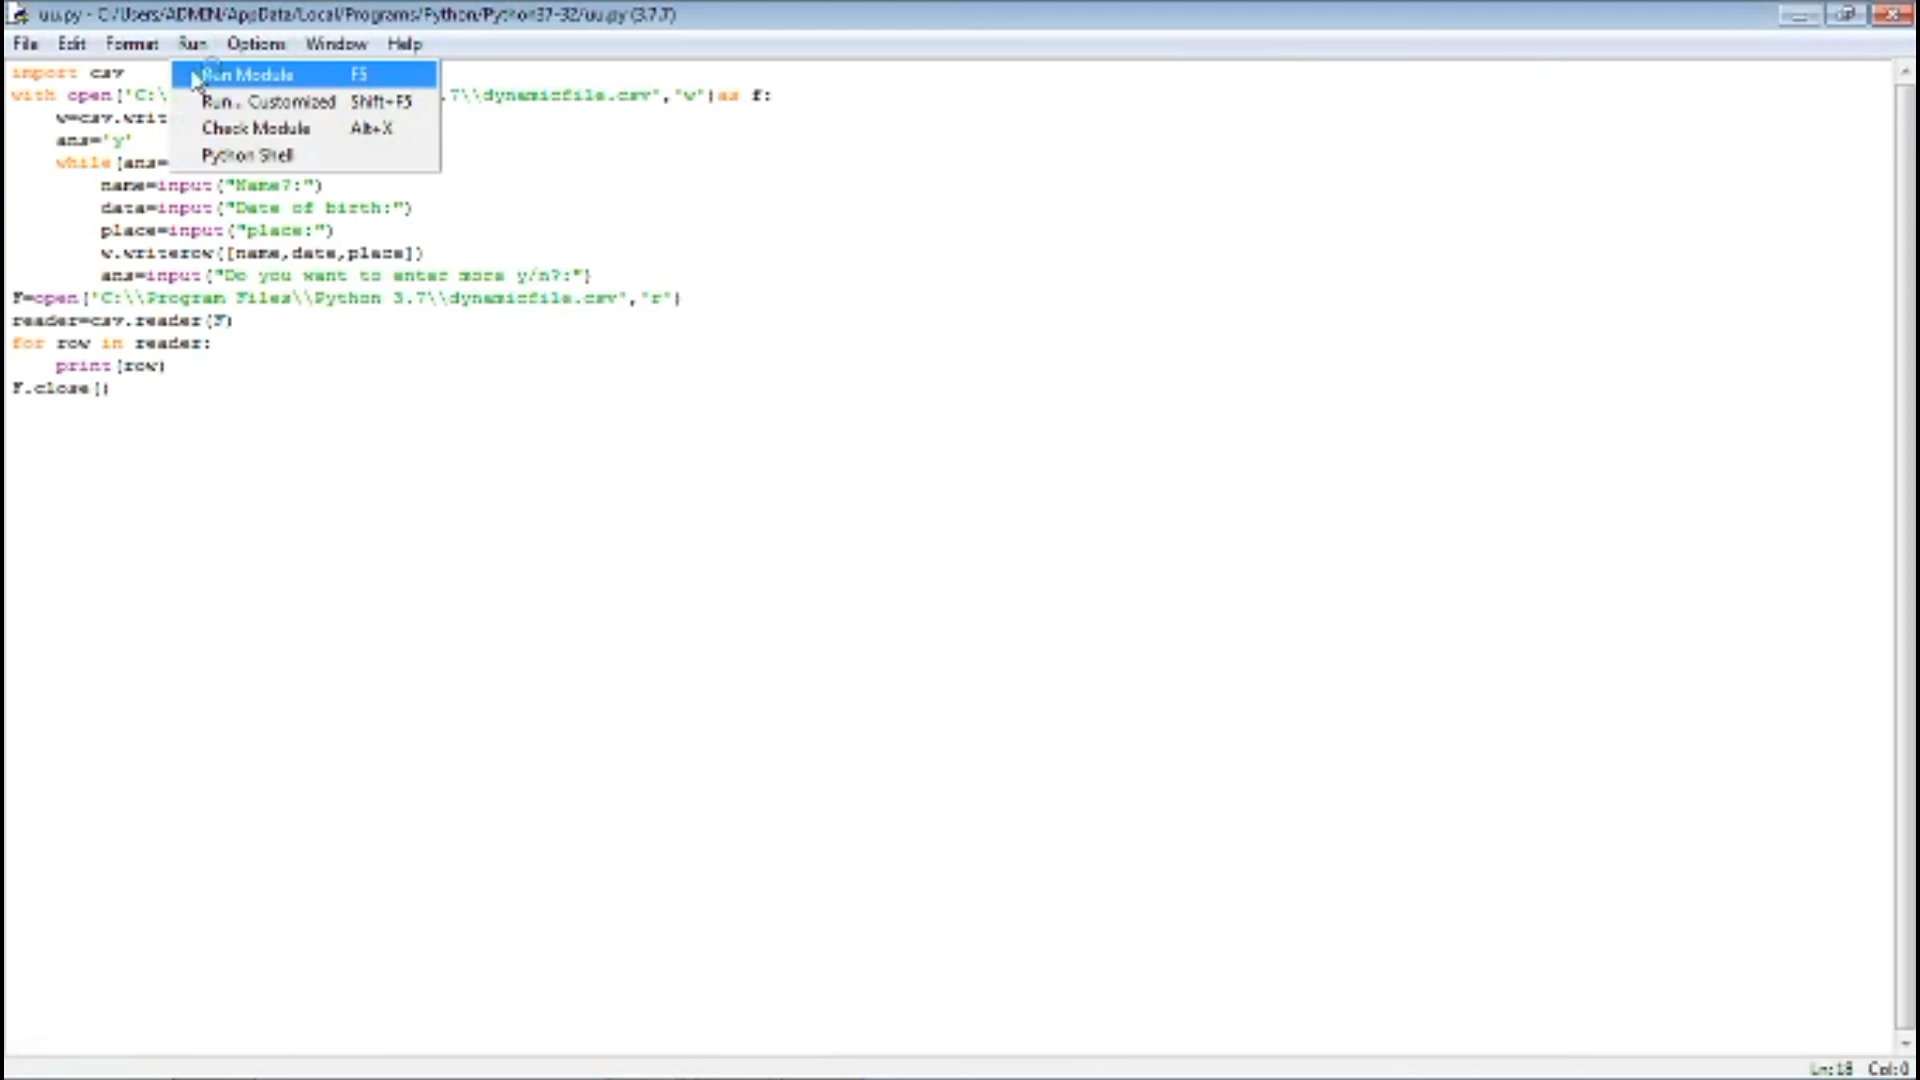 uu.py - C:/Users/ADMIN/AppData/Local/Programs/Python/Python37-32/uu.py (3.7.7)
File Edit Format Run Options Window Help
import csv
Run Module F5
with open('C:\ .7\\dynamicfile.csv','w')as f:
Run... Customized Shift+F5
w=csv.writ
Check Module Alt+X
ans='y'
Python Shell
while(ans=
name=input("Name?:")
data=input("Date of birth:")
place=input("place:")
w.writerow([name,date,place])
ans=input("Do you want to enter more y/n?:")
F=open('C:\\Program Files\\Python 3.7\\dynamicfile.csv','r')
reader=csv.reader(F)
for row in reader:
print(row)
F.close()
Ln:18 Col:0